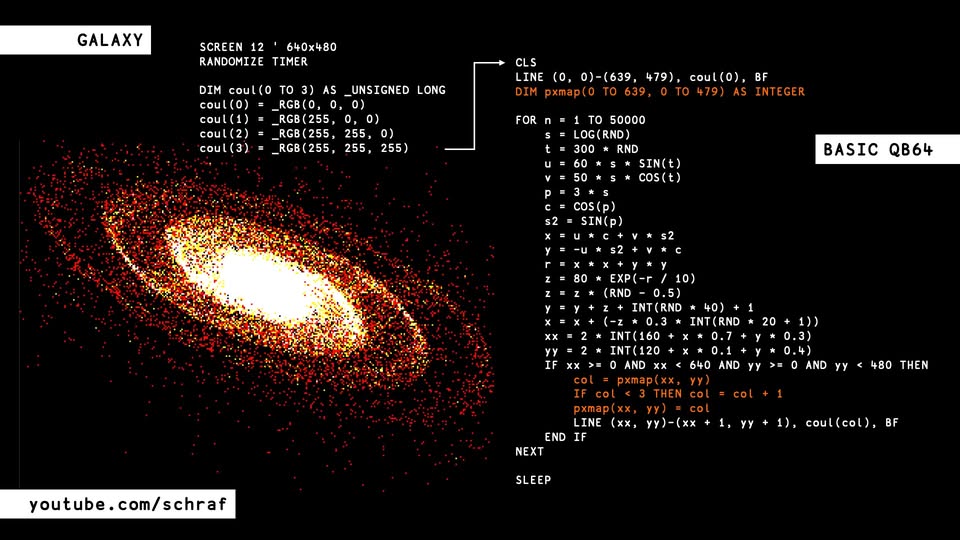 GALAXY
SCREEN 12 ' 640x480
RANDOMIZE TIMER
DIM coul(0 TO 3) AS _UNSIGNED LONG
coul(0) = _RGB(0, 0, 0)
coul(1) = _RGB(255, 0, 0)
coul(2) = _RGB(255, 255, 0)
coul(3) = _RGB(255, 255, 255)
CLS
LINE (0, 0)-(639, 479), coul(0), BF
DIM pxmap(0 TO 639, 0 TO 479) AS INTEGER
FOR n = 1 TO 50000
s = LOG(RND)
t = 300 * RND
u = 60 * s * SIN(t)
v = 50 * s * COS(t)
p = 3 * s
c = COS(p)
s2 = SIN(p)
x = u * c + v * s2
y = -u * s2 + v * c
r = x * x + y * y
z = 80 * EXP(-r / 10)
z = z * (RND - 0.5)
y = y + z + INT(RND * 40) + 1
x = x + (-z * 0.3 * INT(RND * 20 + 1))
xx = 2 * INT(160 + x * 0.7 + y * 0.3)
yy = 2 * INT(120 + x * 0.1 + y * 0.4)
IF xx >= 0 AND xx < 640 AND yy >= 0 AND yy < 480 THEN
col = pxmap(xx, yy)
IF col < 3 THEN col = col + 1
pxmap(xx, yy) = col
LINE (xx, yy)-(xx + 1, yy + 1), coul(col), BF
END IF
NEXT
SLEEP
BASIC QB64
youtube.com/schraf